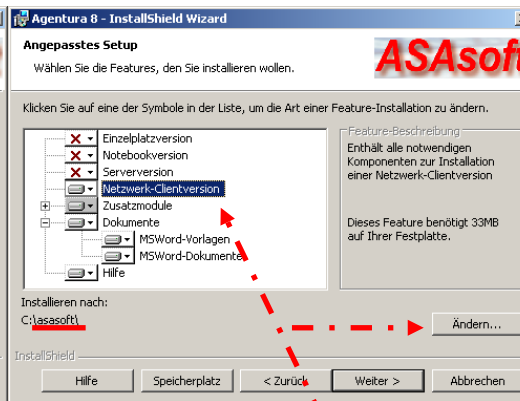 Agentura 8 - InstallShield Wizard
Angepasstes Setup
Wählen Sie die Features, den Sie installieren wollen.
ASAsoft
Klicken Sie auf eine der Symbole in der Liste, um die Art einer Feature-Installation zu ändern.
Einzelplatzversion
Notebookversion
Serverversion
Netzwerk-Clientversion
Zusatzmodule
Dokumente
MSWord-Vorlagen
MSWord-Dokumente
Hilfe
Feature-Beschreibung
Enthält alle notwendigen
Komponenten zur Installation
einer Netzwerk-Clientversion
Dieses Feature benötigt 33MB
auf Ihrer Festplatte.
Installieren nach:
C:\asasoft\
Ändern...
InstallShield
Hilfe
Speicherplatz
< Zurück
Weiter >
Abbrechen